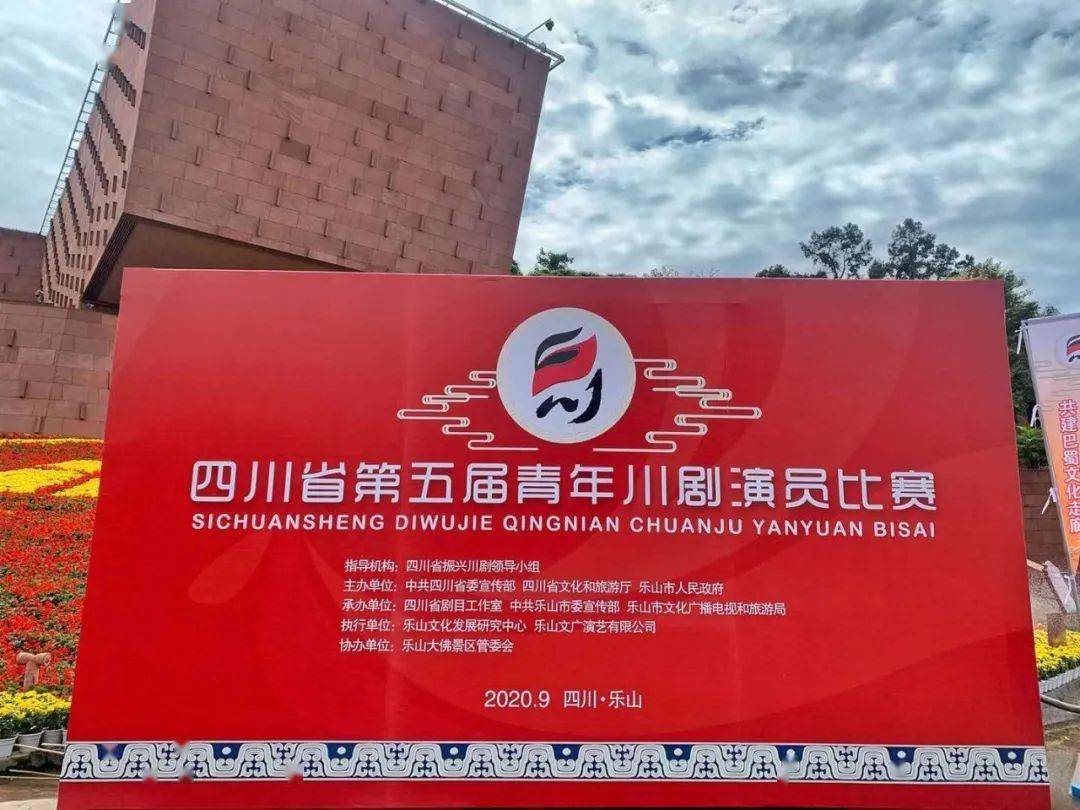 四川省第五届青年川剧演员比赛
SICHUANSHENG DIWUJIE QINGNIAN CHUANJU YANYUAN BISAI
指导机构：四川省振兴川剧领导小组
主办单位：中共四川省委宣传部 四川省文化和旅游厅 乐山市人民政府
承办单位：四川省剧目工作室 中共乐山市委宣传部 乐山市文化广播电视和旅游局
执行单位：乐山文化发展研究中心 乐山文广演艺有限公司
协办单位：乐山大佛景区管委会
2020.9 四川·乐山
共建巴蜀文化走廊